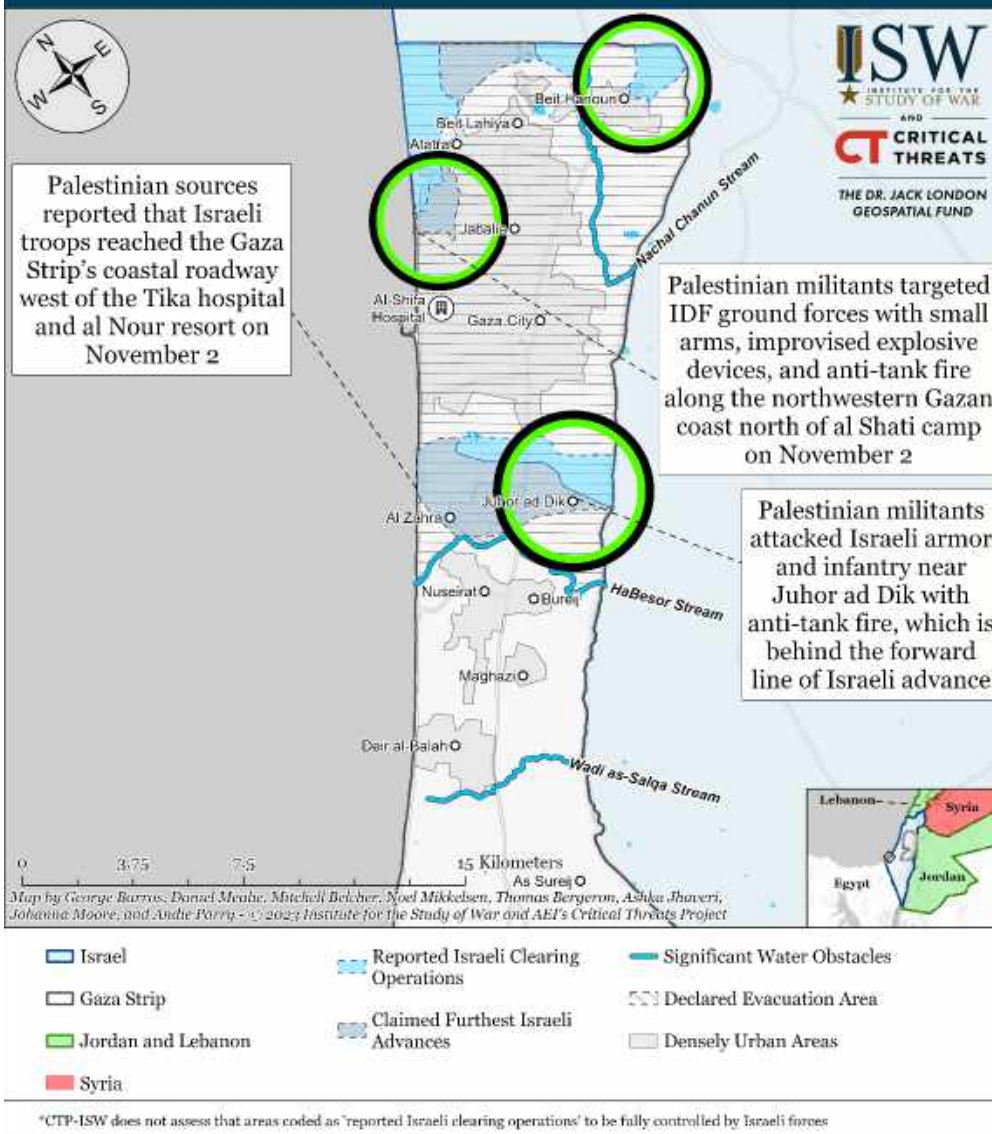 N
E
W
S
ISW
INSTITUTE FOR THE
STUDY OF WAR
AND
CT CRITICAL
THREATS
THE DR. JACK LONDON
GEOSPATIAL FUND
Beit Hanoun
Beit Lahiya
Atatra
Palestinian sources
reported that Israeli
troops reached the Gaza
Strip's coastal roadway
west of the Tika hospital
and al Nour resort on
November 2
Jabalia
Nachal Chanun Stream
Al-Shifa
Hospital
Gaza City
Palestinian militants targeted
IDF ground forces with small
arms, improvised explosive
devices, and anti-tank fire
along the northwestern Gazan
coast north of al Shati camp
on November 2
Juhor ad Dik
Al Zahra
Palestinian militants
attacked Israeli armor
and infantry near
Juhor ad Dik with
anti-tank fire, which is
behind the forward
line of Israeli advance
Nuseirat
Bureij
HaBesor Stream
Maghazi
Deir al-Balah
Wadi as-Salqa Stream
Lebanon
Syria
Egypt
Jordan
0 3.75 7.5 15 Kilometers
As Sureij
Map by George Barros, Daniel Mealie, Mitchell Belcher, Noel Mikkelsen, Thomas Bergeron, Ashka Jhaveri,
Johanna Moore, and Andie Parry - © 2023 Institute for the Study of War and AEI's Critical Threats Project
Israel
Gaza Strip
Jordan and Lebanon
Syria
Reported Israeli Clearing
Operations
Claimed Furthest Israeli
Advances
Significant Water Obstacles
Declared Evacuation Area
Densely Urban Areas
*CTP-ISW does not assess that areas coded as 'reported Israeli clearing operations' to be fully controlled by Israeli forces